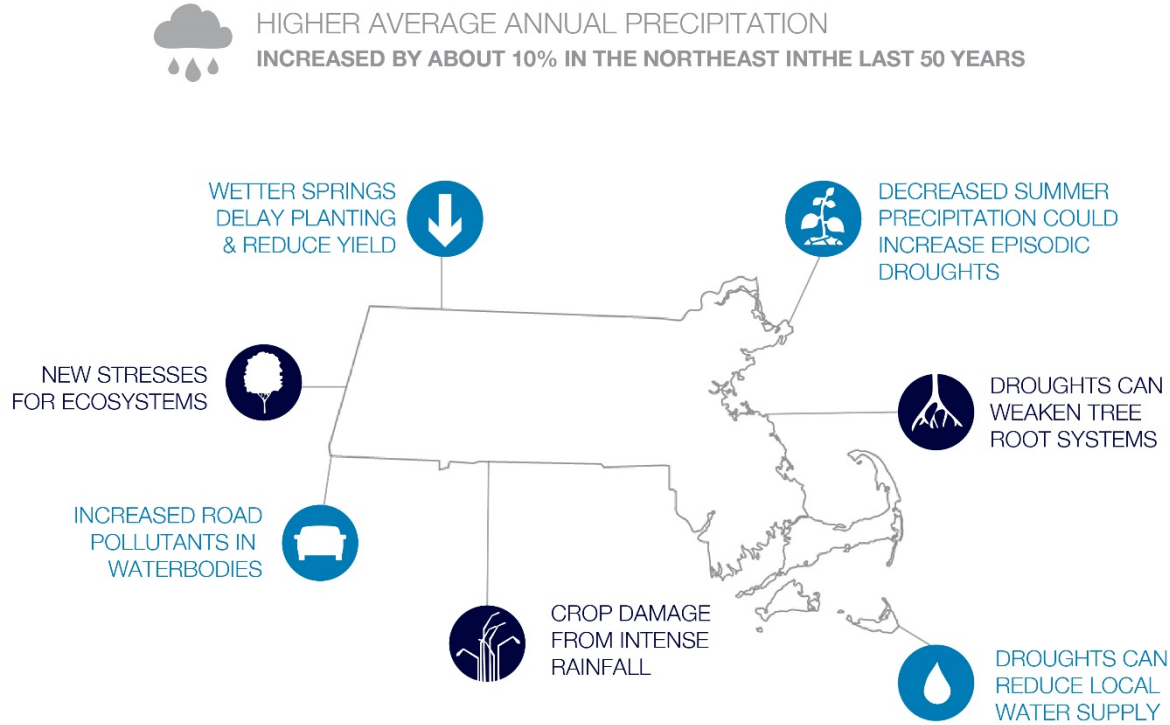 HIGHER AVERAGE ANNUAL PRECIPITATION
INCREASED BY ABOUT 10% IN THE NORTHEAST INTHE LAST 50 YEARS
WETTER SPRINGS
DELAY PLANTING
& REDUCE YIELD
DECREASED SUMMER
PRECIPITATION COULD
INCREASE EPISODIC
DROUGHTS
NEW STRESSES
FOR ECOSYSTEMS
DROUGHTS CAN
WEAKEN TREE
ROOT SYSTEMS
INCREASED ROAD
POLLUTANTS IN
WATERBODIES
CROP DAMAGE
FROM INTENSE
RAINFALL
DROUGHTS CAN
REDUCE LOCAL
WATER SUPPLY